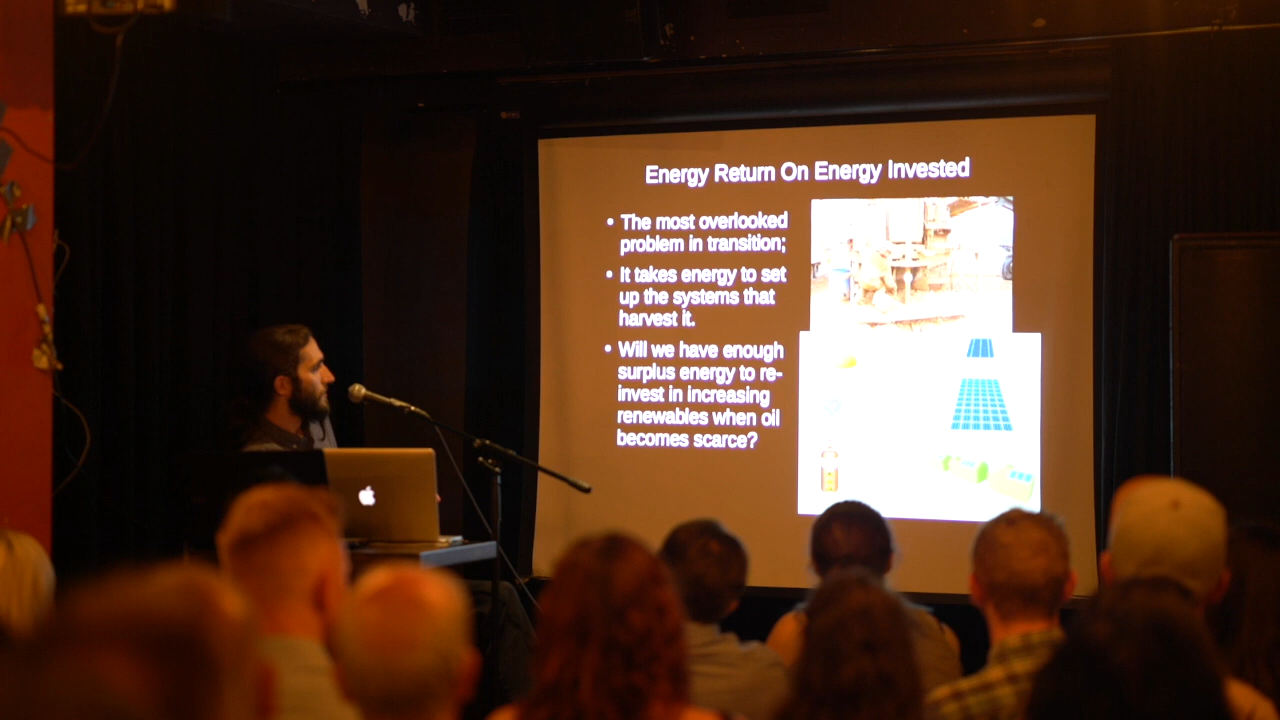 Energy Return On Energy Invested
• The most overlooked
problem in transition;
• It takes energy to set
up the systems that
harvest it.
• Will we have enough
surplus energy to re-
invest in increasing
renewables when oil
becomes scarce?